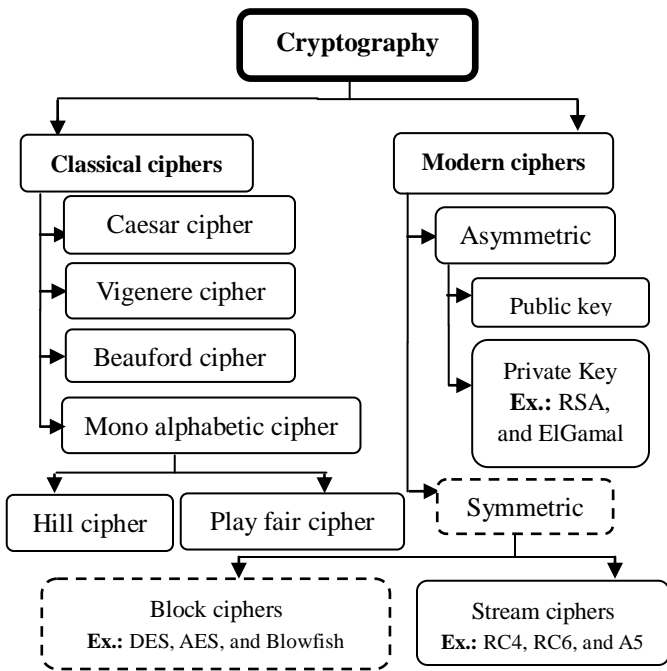 Cryptography
Classical ciphers
Caesar cipher
Vigenere cipher
Beauford cipher
Mono alphabetic cipher
Hill cipher
Play fair cipher
Modern ciphers
Asymmetric
Public key
Private Key
Ex.: RSA,
and ElGamal
Symmetric
Block ciphers
Ex.: DES, AES, and Blowfish
Stream ciphers
Ex.: RC4, RC6, and A5